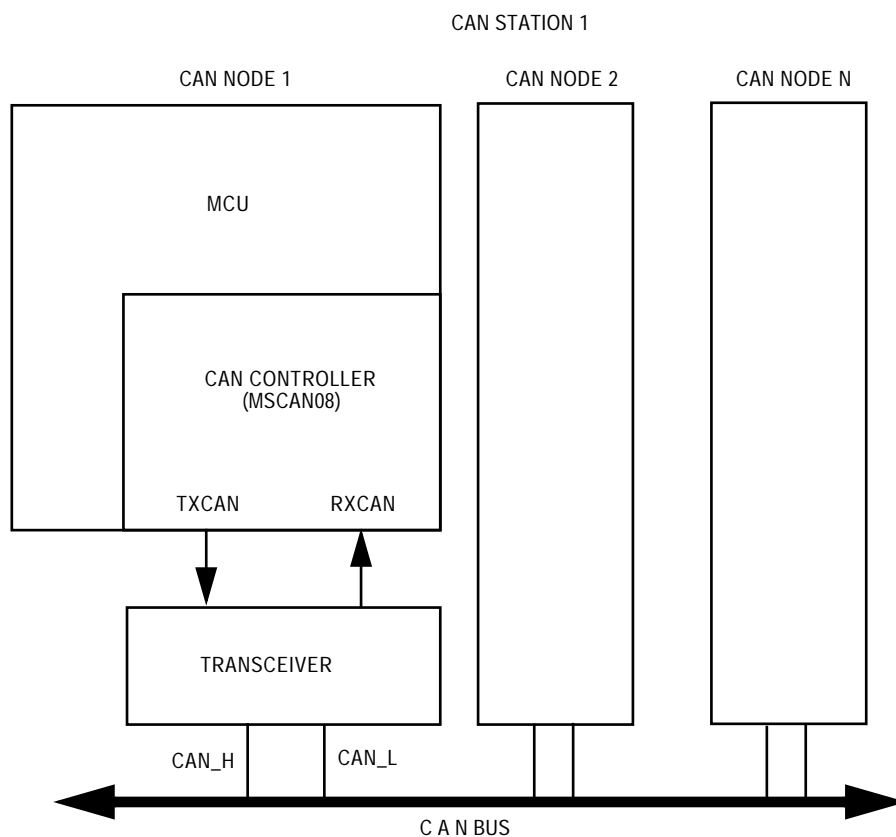 CAN STATION 1
CAN NODE 1
CAN NODE 2
CAN NODE N
MCU
CAN CONTROLLER
(MSCAN08)
TXCAN
RXCAN
TRANSCEIVER
CAN_H
CAN_L
C A N BUS